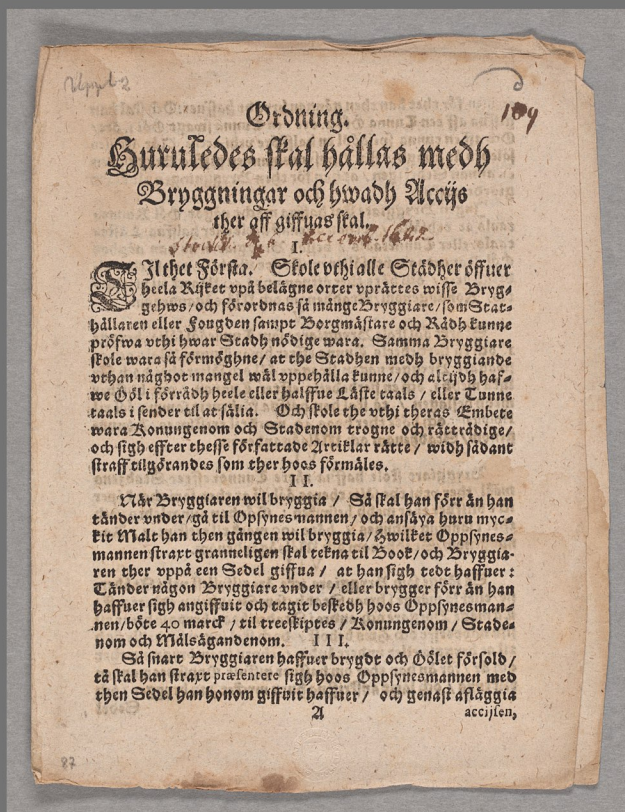 189
Ordning.
Huruledes skal hållas medh
Bryggningar och hwadh Accijs
ther aff giffuas skal.
Stockh. 1622
I.
TIl thet Första. Skole vthi alle Städher öffuer
heela Rijket vpå belägne orter vprättes wisse Bryg-
gehws / och förordnas så månge Bryggiare / som Stat-
hållaren eller Fougden sampt Borgmästare och Rådh kunne
pröfwa vthi hwar Stadh nödige wara. Samma Bryggiare
skole wara så förmöghne / at the Stadhen medh bryggiande
vthan någhot mangel wäl vppehålla kunne / och altijdh haf-
we Ööl i förrådh heele eller halffue Läste taals / eller Tunne
taals i sender til at sälia. Och skole the vthi theras Embete
wara Konungenom och Stadenom trogne och rättrådige /
och sigh effter thesse författade Artiklar rätte / widh sådant
straff tilgörandes som ther hoos förmäles.
II.
När Bryggiaren wil bryggia / Så skal han förr än han
tänder vnder / gå til Opsynesmannen / och ansäya huru myc-
kit Malt han then gången wil bryggia / Hwilket Oppsynes-
mannen straxt granneligen skal tekna til Book / och Bryggia-
ren ther vppå een Sedel giffua / at han sigh tedt haffuer:
Tänder någon Bryggiare vnder / eller brygger förr än han
haffuer sigh angiffuit och tagit beskedh hoos Oppsynesman-
nen / böte 40 marck / til treeskiptes / Konungenom / Stade-
nom och Målsägandenom. III.
Så snart Bryggiaren haffuer brygdt och Öölet försold /
tå skal han straxt præsentere sigh hoos Oppsynesmannen med
then Sedel han honom giffuit haffuer / och genast afläggia
A accijsen,
87